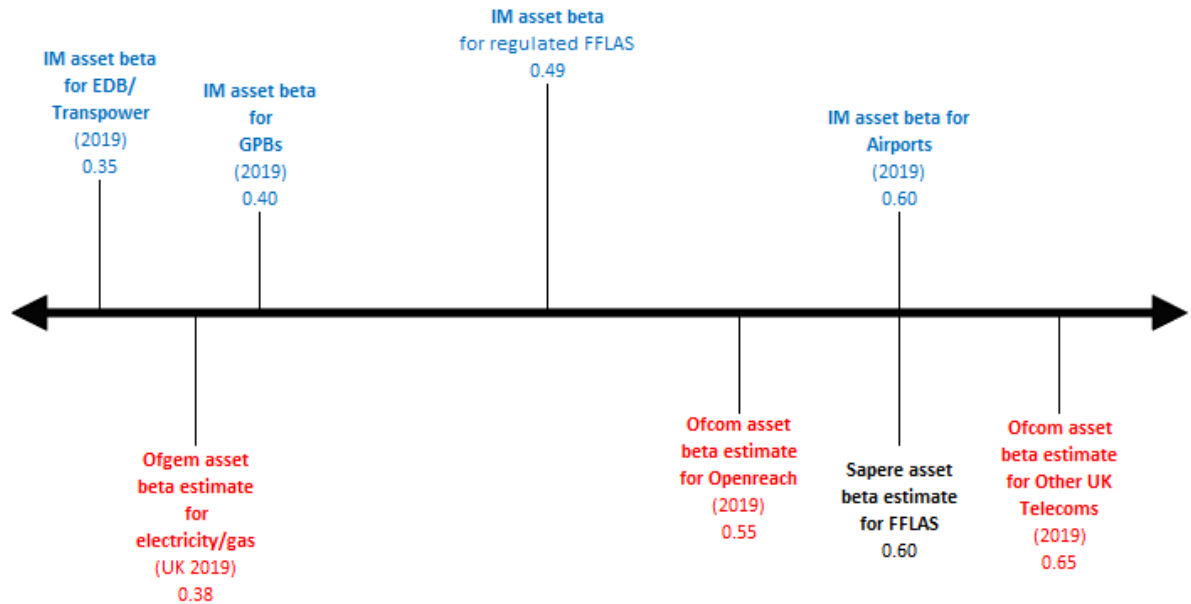 IM asset beta
for EDB/
Transpower
(2019)
0.35
IM asset beta
for
GPBs
(2019)
0.40
IM asset beta
for regulated FFLAS
0.49
IM asset beta for
Airports
(2019)
0.60
Ofgem asset
beta estimate
for
electricity/gas
(UK 2019)
0.38
Ofcom asset
beta estimate
for Openreach
(2019)
0.55
Sapere asset
beta estimate
for FFLAS
0.60
Ofcom asset
beta estimate
for Other UK
Telecoms
(2019)
0.65